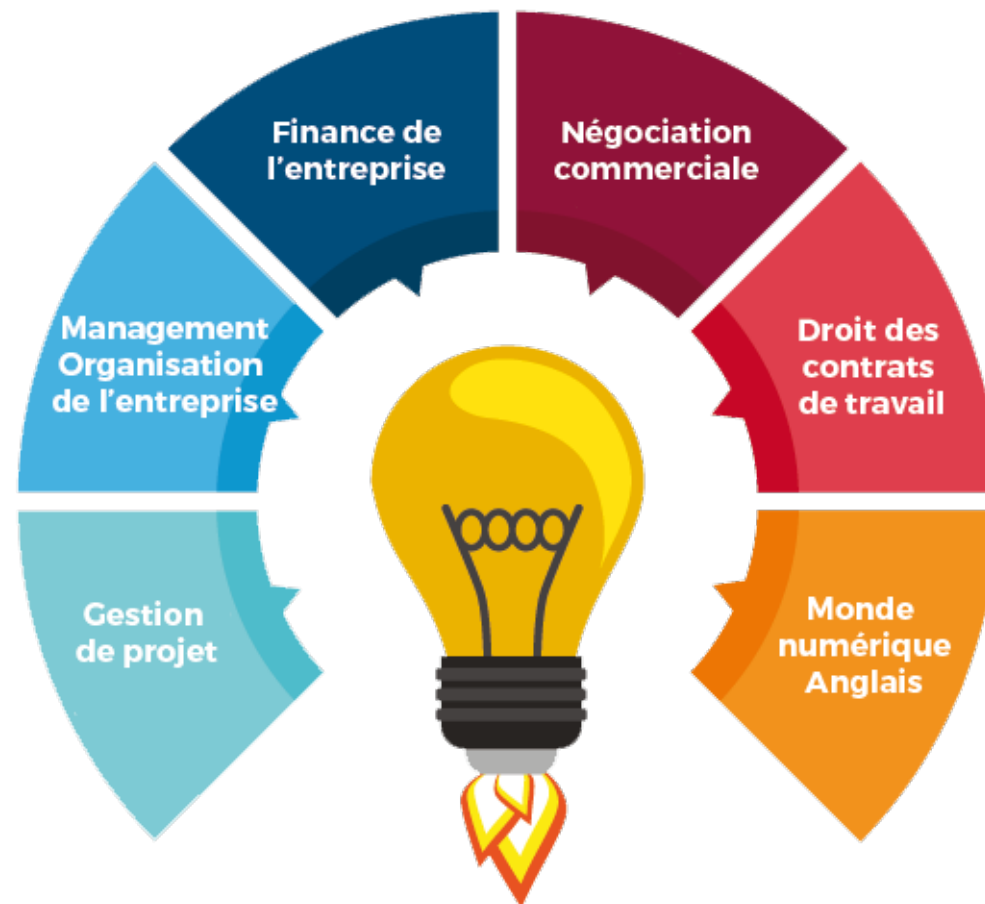 Finance de
l'entreprise
Négociation
commerciale
Management
Organisation
de l'entreprise
Droit des
contrats
de travail
Gestion
de projet
Monde
numérique
Anglais